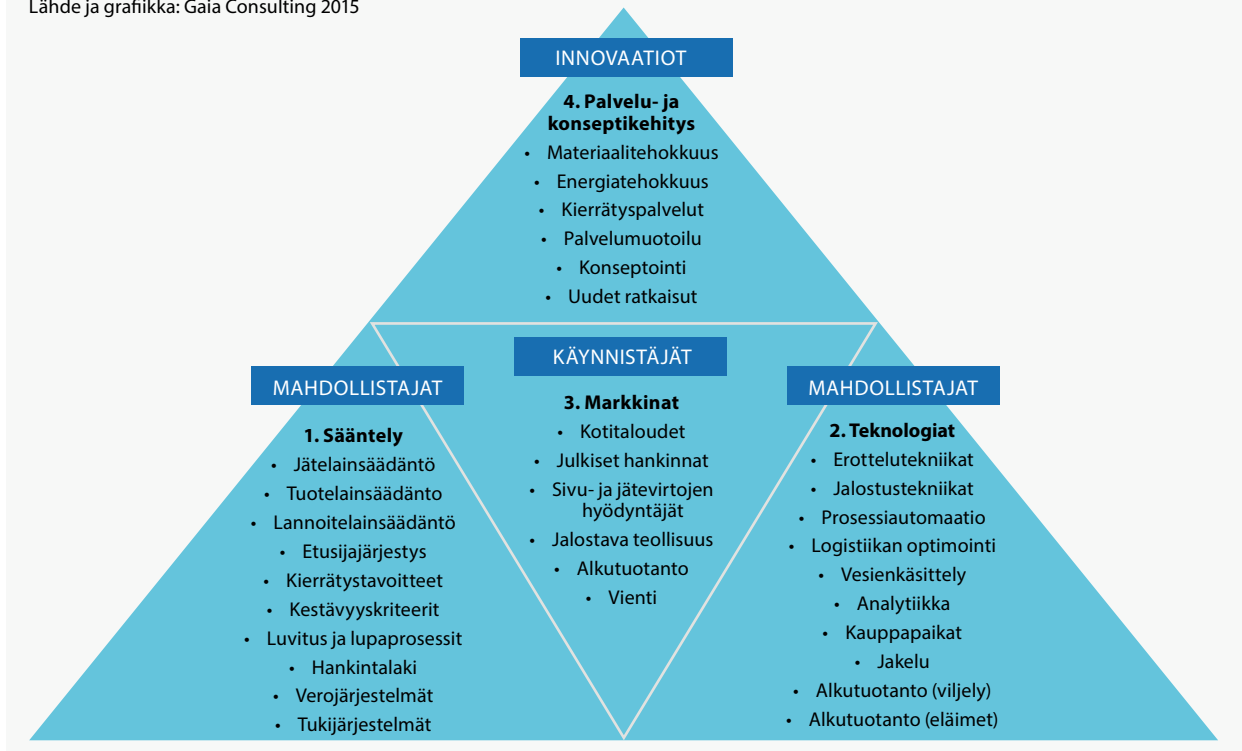 Lähde ja grafiikka: Gaia Consulting 2015
INNOVAATIOT
4. Palvelu- ja
konseptikehitys
• Materiaalitehokkuus
• Energiatehokkuus
• Kierrätyspalvelut
• Palvelumuotoilu
• Konseptointi
• Uudet ratkaisut
MAHDOLLISTAJAT
1. Sääntely
• Jätelainsäädäntö
• Tuotelainsäädänto
• Lannoitelainsäädäntö
• Etusijajärjestys
• Kierrätystavoitteet
• Kestävyyskriteerit
• Luvitus ja lupaprosessit
• Hankintalaki
• Verojärjestelmät
• Tukijärjestelmät
KÄYNNISTÄJÄT
3. Markkinat
• Kotitaloudet
• Julkiset hankinnat
• Sivu- ja jätevirtojen
hyödyntäjät
• Jalostava teollisuus
• Alkutuotanto
• Vienti
MAHDOLLISTAJAT
2. Teknologiat
• Erottelutekniikat
• Jalostustekniikat
• Prosessiautomaatio
• Logistiikan optimointi
• Vesienkäsittely
• Analytiikka
• Kauppapaikat
• Jakelu
• Alkutuotanto (viljely)
• Alkutuotanto (eläimet)